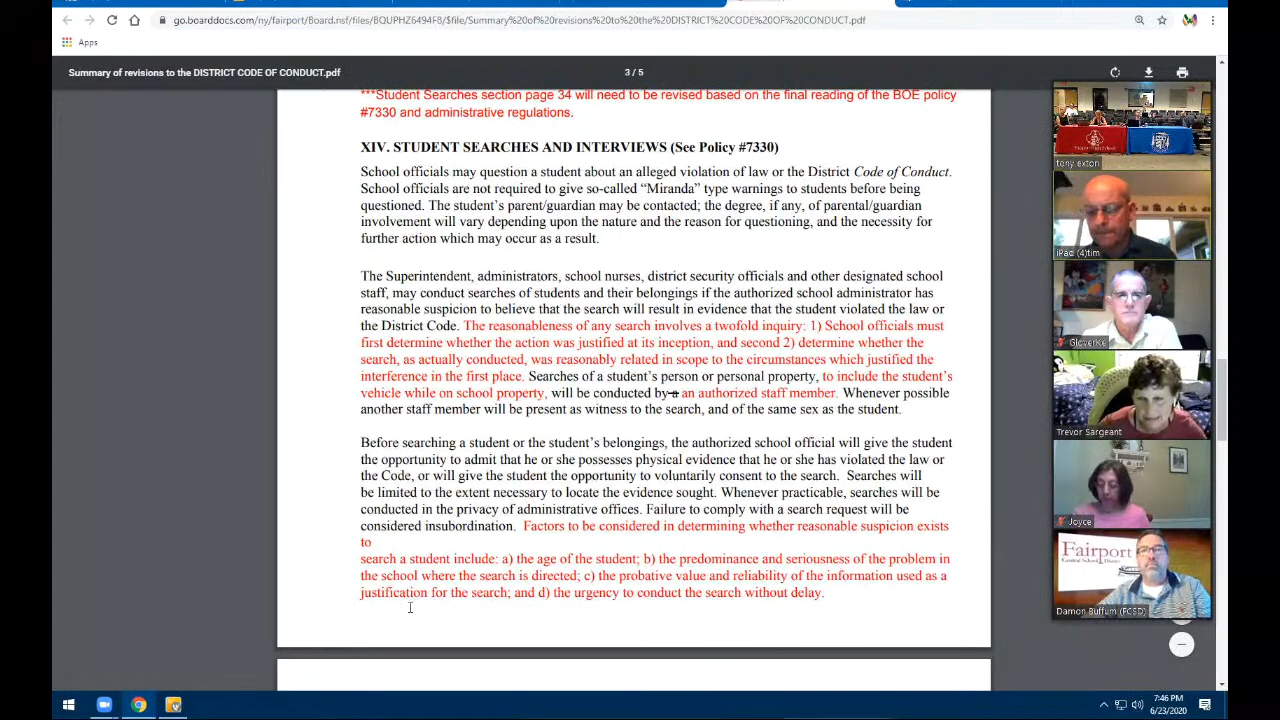 go.boarddocs.com/ny/fairport/Board.nsf/files/BQUPHZ6494F8/$file/Summary%20of%20revisions%20to%20the%20DISTRICT%20CODE%20OF%20CONDUCT.pdf
Apps
Summary of revisions to the DISTRICT CODE OF CONDUCT.pdf
3 / 5
***Student Searches section page 34 will need to be revised based on the final reading of the BOE policy
#7330 and administrative regulations.
XIV. STUDENT SEARCHES AND INTERVIEWS (See Policy #7330)
School officials may question a student about an alleged violation of law or the District Code of Conduct.
School officials are not required to give so-called “Miranda” type warnings to students before being
questioned. The student’s parent/guardian may be contacted; the degree, if any, of parental/guardian
involvement will vary depending upon the nature and the reason for questioning, and the necessity for
further action which may occur as a result.
The Superintendent, administrators, school nurses, district security officials and other designated school
staff, may conduct searches of students and their belongings if the authorized school administrator has
reasonable suspicion to believe that the search will result in evidence that the student violated the law or
the District Code. The reasonableness of any search involves a twofold inquiry: 1) School officials must
first determine whether the action was justified at its inception, and second 2) determine whether the
search, as actually conducted, was reasonably related in scope to the circumstances which justified the
interference in the first place. Searches of a student’s person or personal property, to include the student’s
vehicle while on school property, will be conducted by a an authorized staff member. Whenever possible
another staff member will be present as witness to the search, and of the same sex as the student.
Before searching a student or the student’s belongings, the authorized school official will give the student
the opportunity to admit that he or she possesses physical evidence that he or she has violated the law or
the Code, or will give the student the opportunity to voluntarily consent to the search. Searches will
be limited to the extent necessary to locate the evidence sought. Whenever practicable, searches will be
conducted in the privacy of administrative offices. Failure to comply with a search request will be
considered insubordination. Factors to be considered in determining whether reasonable suspicion exists
to
search a student include: a) the age of the student; b) the predominance and seriousness of the problem in
the school where the search is directed; c) the probative value and reliability of the information used as a
justification for the search; and d) the urgency to conduct the search without delay.
tony exton
iPad (4)tim
Gloverke
Trevor Sargeant
Joyce
Fairport
Central School District
Damon Buffum (FCSD)
7:46 PM
6/23/2020